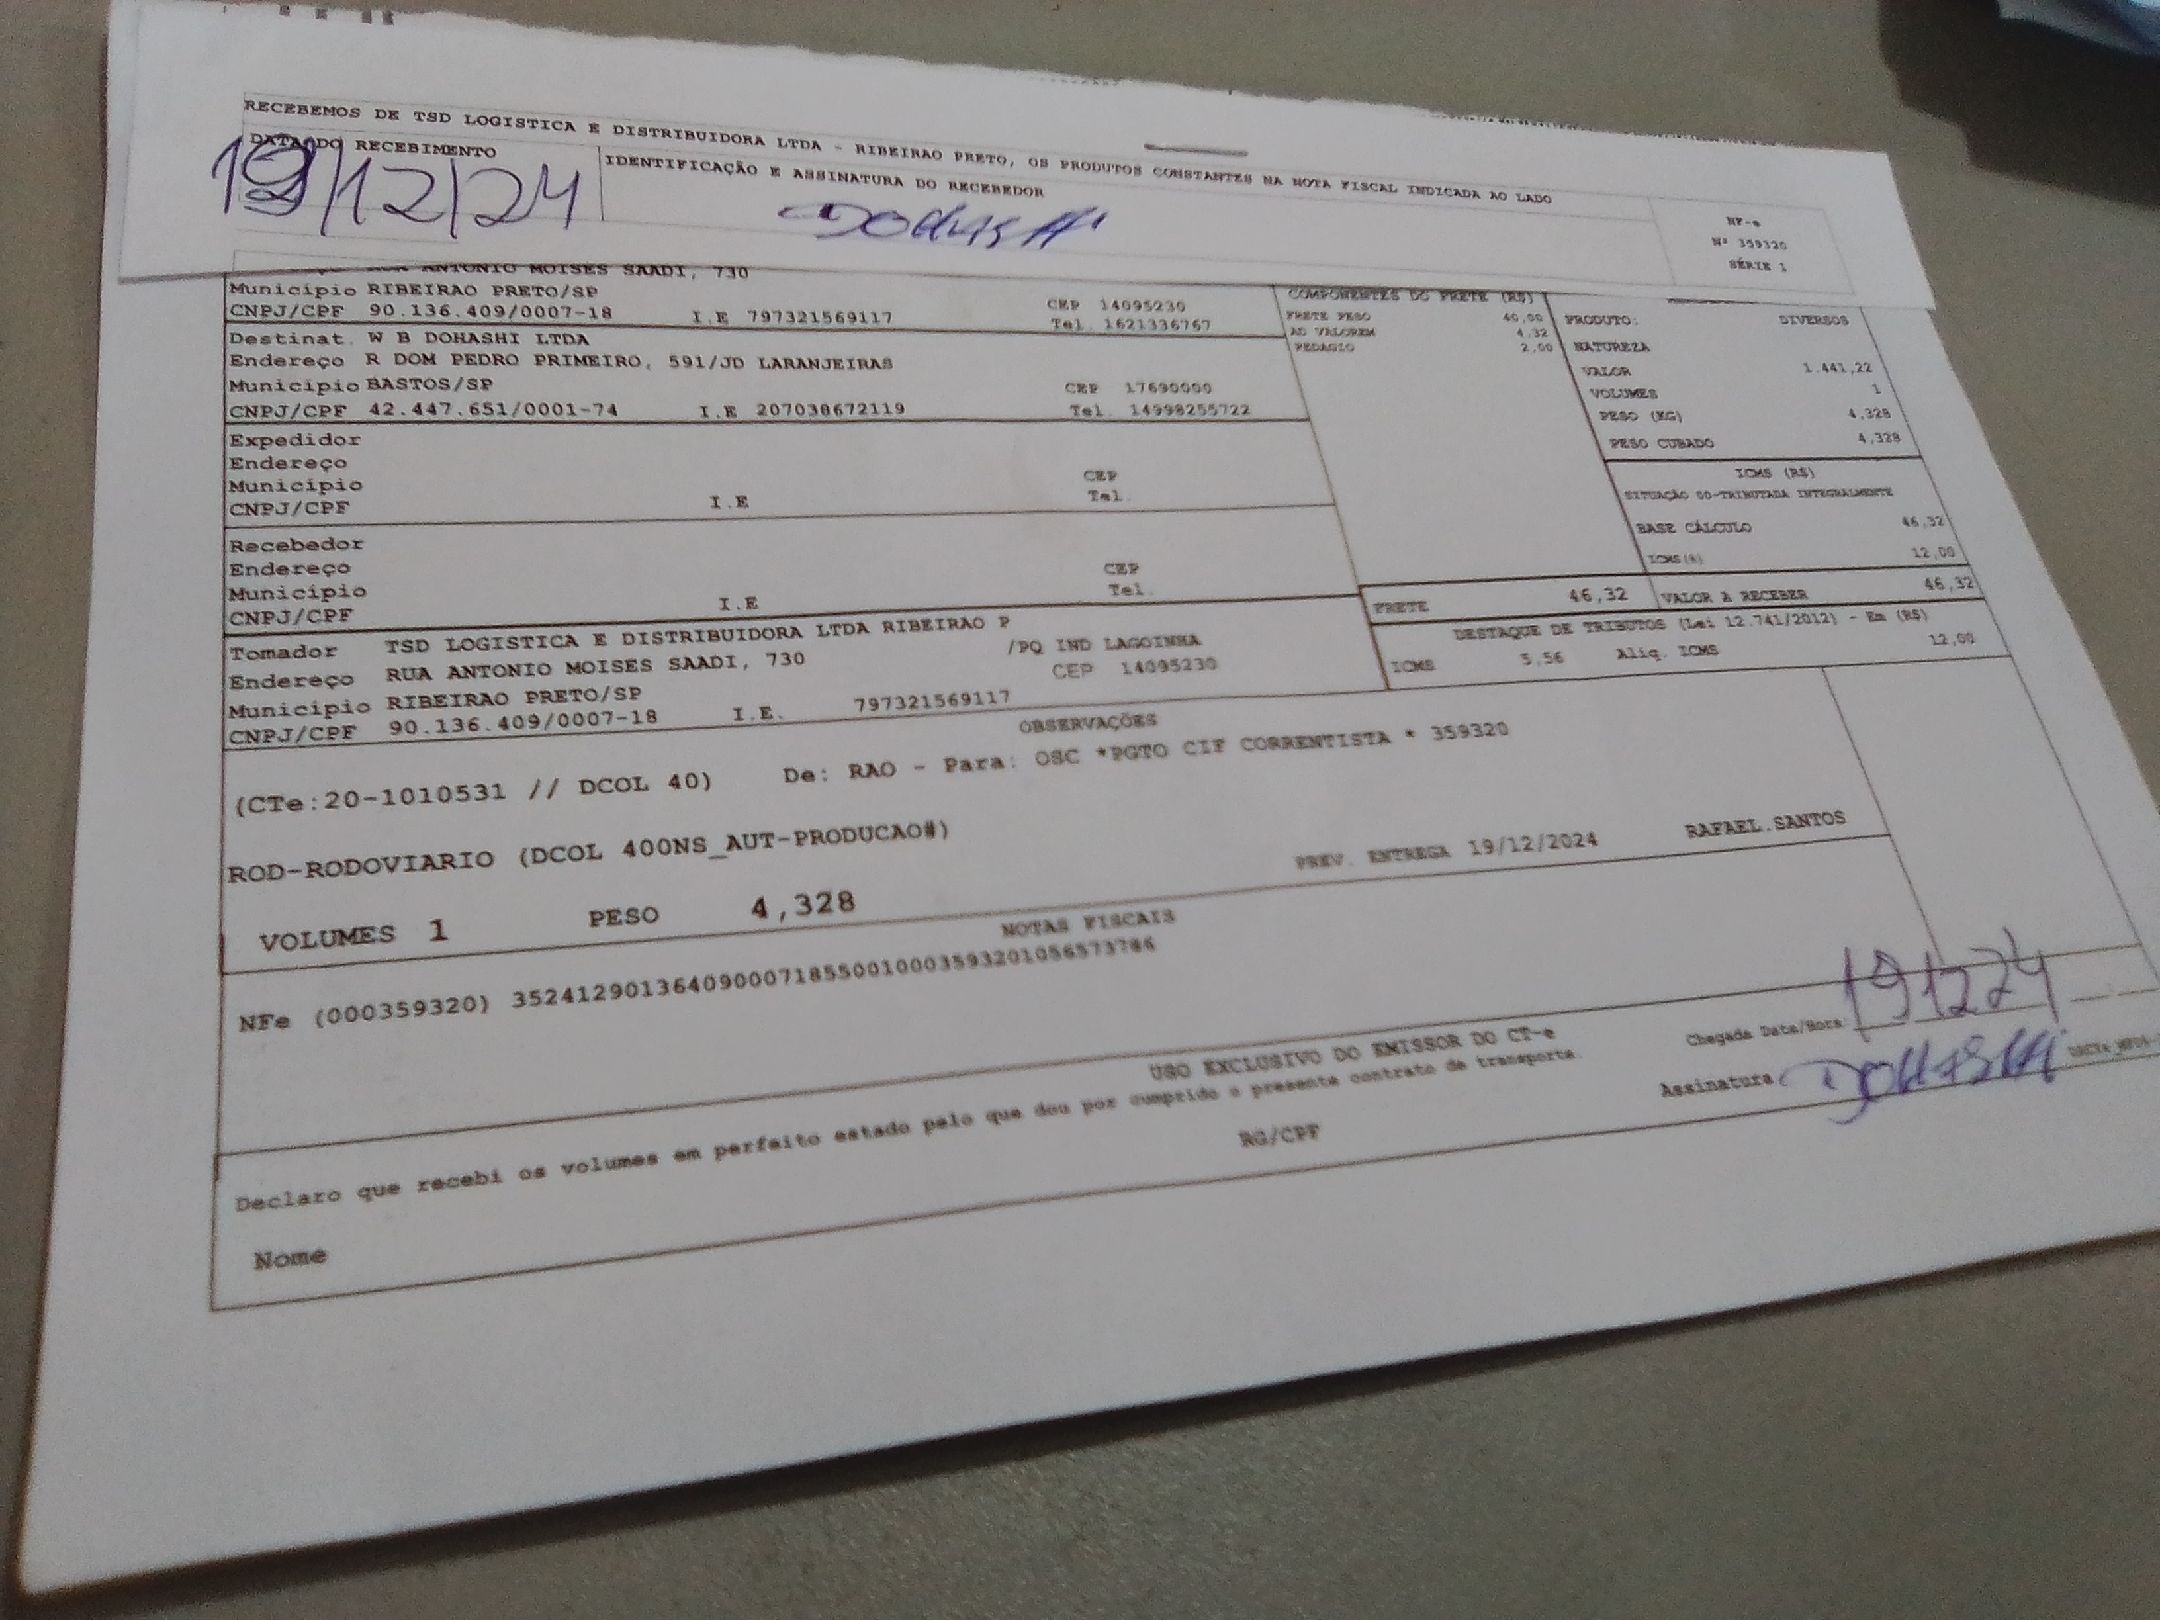 RECEBEMOS DE TSD LOGISTICA E DISTRIBUIDORA LTDA - RIBEIRAO PRETO, OS PRODUTOS CONSTANTES NA NOTA FISCAL INDICADA AO LADO
DATA DO RECEBIMENTO
19/12/24
IDENTIFICAÇÃO E ASSINATURA DO RECEBEDOR
NF-e
Nº 359320
SÉRIE 1
ANTONIO MOISES SAADI, 730
Município RIBEIRAO PRETO/SP CEP 14095230
CNPJ/CPF 90.136.409/0007-18 I.E 797321569117 Tel. 1621336767
Destinat. W B DOHASHI LTDA
Endereço R DOM PEDRO PRIMEIRO, 591/JD LARANJEIRAS
Município BASTOS/SP CEP 17690000
CNPJ/CPF 42.447.651/0001-74 I.E 207038672119 Tel. 14998255722
Expedidor
Endereço
Município CEP
CNPJ/CPF I.E Tel.
Recebedor
Endereço CEP
Município Tel.
CNPJ/CPF I.E
Tomador TSD LOGISTICA E DISTRIBUIDORA LTDA RIBEIRAO P
Endereço RUA ANTONIO MOISES SAADI, 730 /PQ IND LAGOINHA
Município RIBEIRAO PRETO/SP CEP 14095230
CNPJ/CPF 90.136.409/0007-18 I.E. 797321569117
COMPONENTES DO FRETE (R$)
FRETE PESO 40,00
AD VALOREM 4,32
PEDAGIO 2,00
PRODUTO: DIVERSOS
NATUREZA
VALOR 1.441,22
VOLUMES 1
PESO (KG) 4,328
PESO CUBADO 4,328
ICMS (R$)
SITUAÇÃO 00-TRIBUTADA INTEGRALMENTE
BASE CÁLCULO 46,32
ICMS(%) 12,00
FRETE 46,32 VALOR A RECEBER 46,32
DESTAQUE DE TRIBUTOS (Lei 12.741/2012) - Em (R$)
ICMS 5,56 Aliq. ICMS 12,00
OBSERVAÇÕES
(CTe:20-1010531 // DCOL 40) De: RAO - Para: OSC *PGTO CIF CORRENTISTA * 359320
ROD-RODOVIARIO (DCOL 400NS_AUT-PRODUCAO#)
PREV. ENTREGA 19/12/2024 RAFAEL.SANTOS
VOLUMES 1 PESO 4,328
NOTAS FISCAIS
NFe (000359320) 35241290136409000718550010003593201056573786
USO EXCLUSIVO DO EMISSOR DO CT-e
Declaro que recebi os volumes em perfeito estado pelo que dou por cumprido o presente contrato de transporte.
Chegada Data/Hora 191224
Nome RG/CPF Assinatura DOHASHI